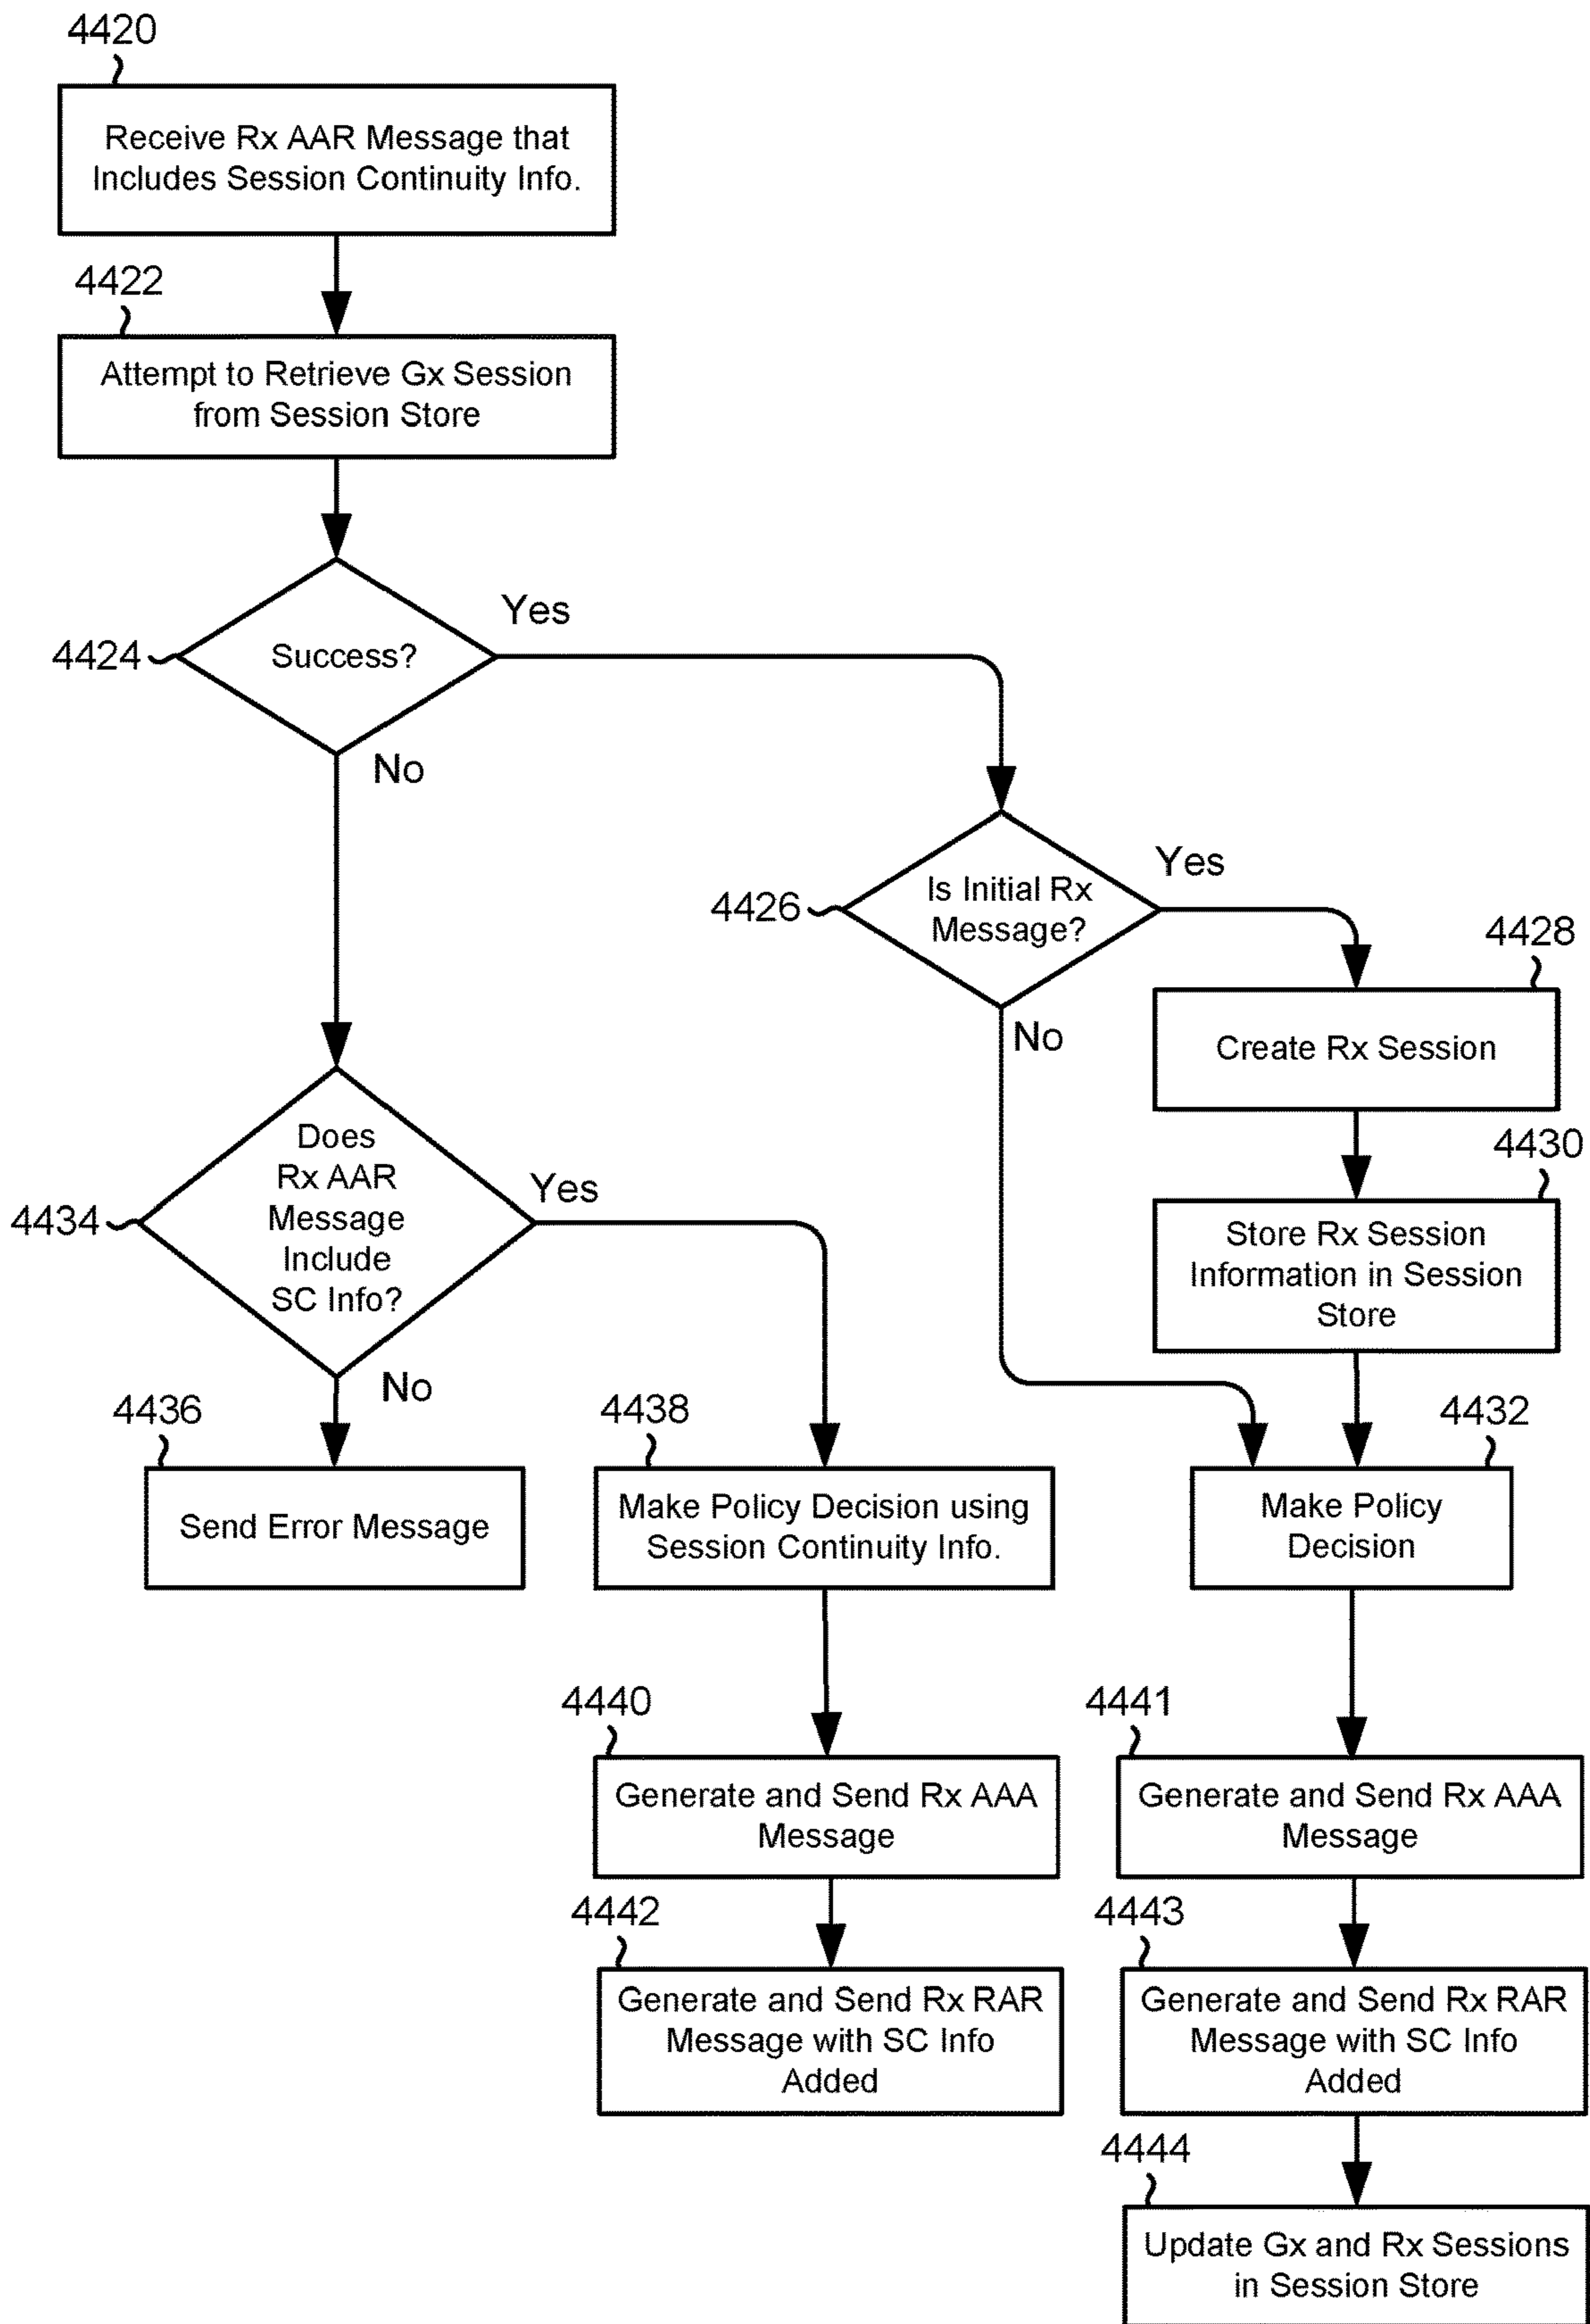 4420
Receive Rx AAR Message that
Includes Session Continuity Info.
4422
Attempt to Retrieve Gx Session
from Session Store
4424
Success?
Yes
No
4426
Is Initial Rx
Message?
Yes
No
4428
Create Rx Session
4430
Store Rx Session
Information in Session
Store
4434
Does
Rx AAR
Message
Include
SC Info?
Yes
No
4436
Send Error Message
4438
Make Policy Decision using
Session Continuity Info.
4432
Make Policy
Decision
4440
Generate and Send Rx AAA
Message
4441
Generate and Send Rx AAA
Message
4442
Generate and Send Rx RAR
Message with SC Info
Added
4443
Generate and Send Rx RAR
Message with SC Info
Added
4444
Update Gx and Rx Sessions
in Session Store